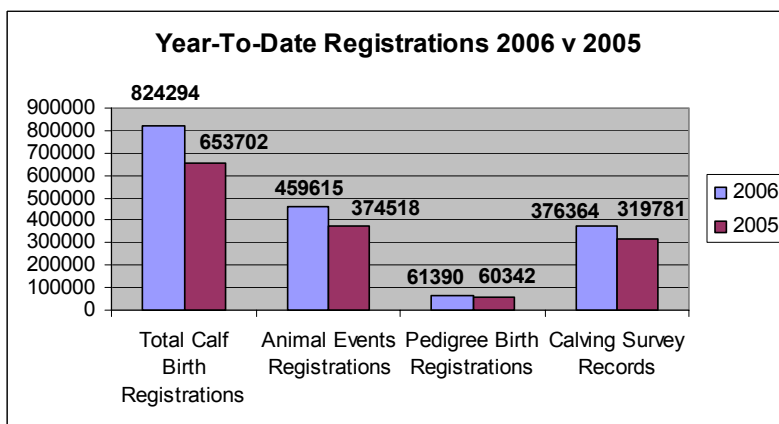 Year-To-Date Registrations 2006 v 2005
824294
653702
459615
374518
61390
60342
376364
319781
900000
800000
700000
600000
500000
400000
300000
200000
100000
0
Total Calf
Birth
Registrations
Animal Events
Registrations
Pedigree Birth
Registrations
Calving Survey
Records
2006
2005